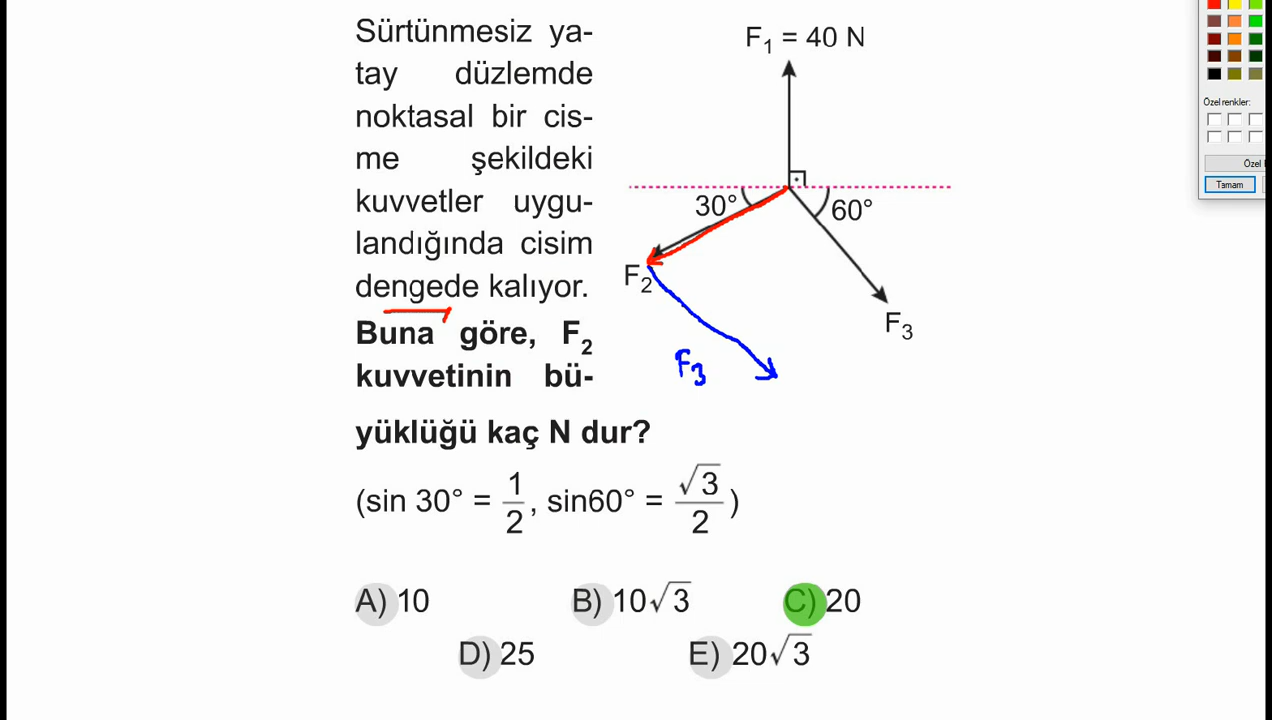 Sürtünmesiz ya-
tay düzlemde
noktasal bir cis-
me şekildeki
kuvvetler uygu-
landığında cisim
dengede kalıyor.
Buna göre, F₂
kuvvetinin bü-
yüklüğü kaç N dur?
(sin 30° = 1/2, sin60° = √3/2)
F₁ = 40 N
30°
60°
F₂
F₃
F₃
A) 10 B) 10√3 C) 20
D) 25 E) 20√3
Özel renkler:
Özel
Tamam